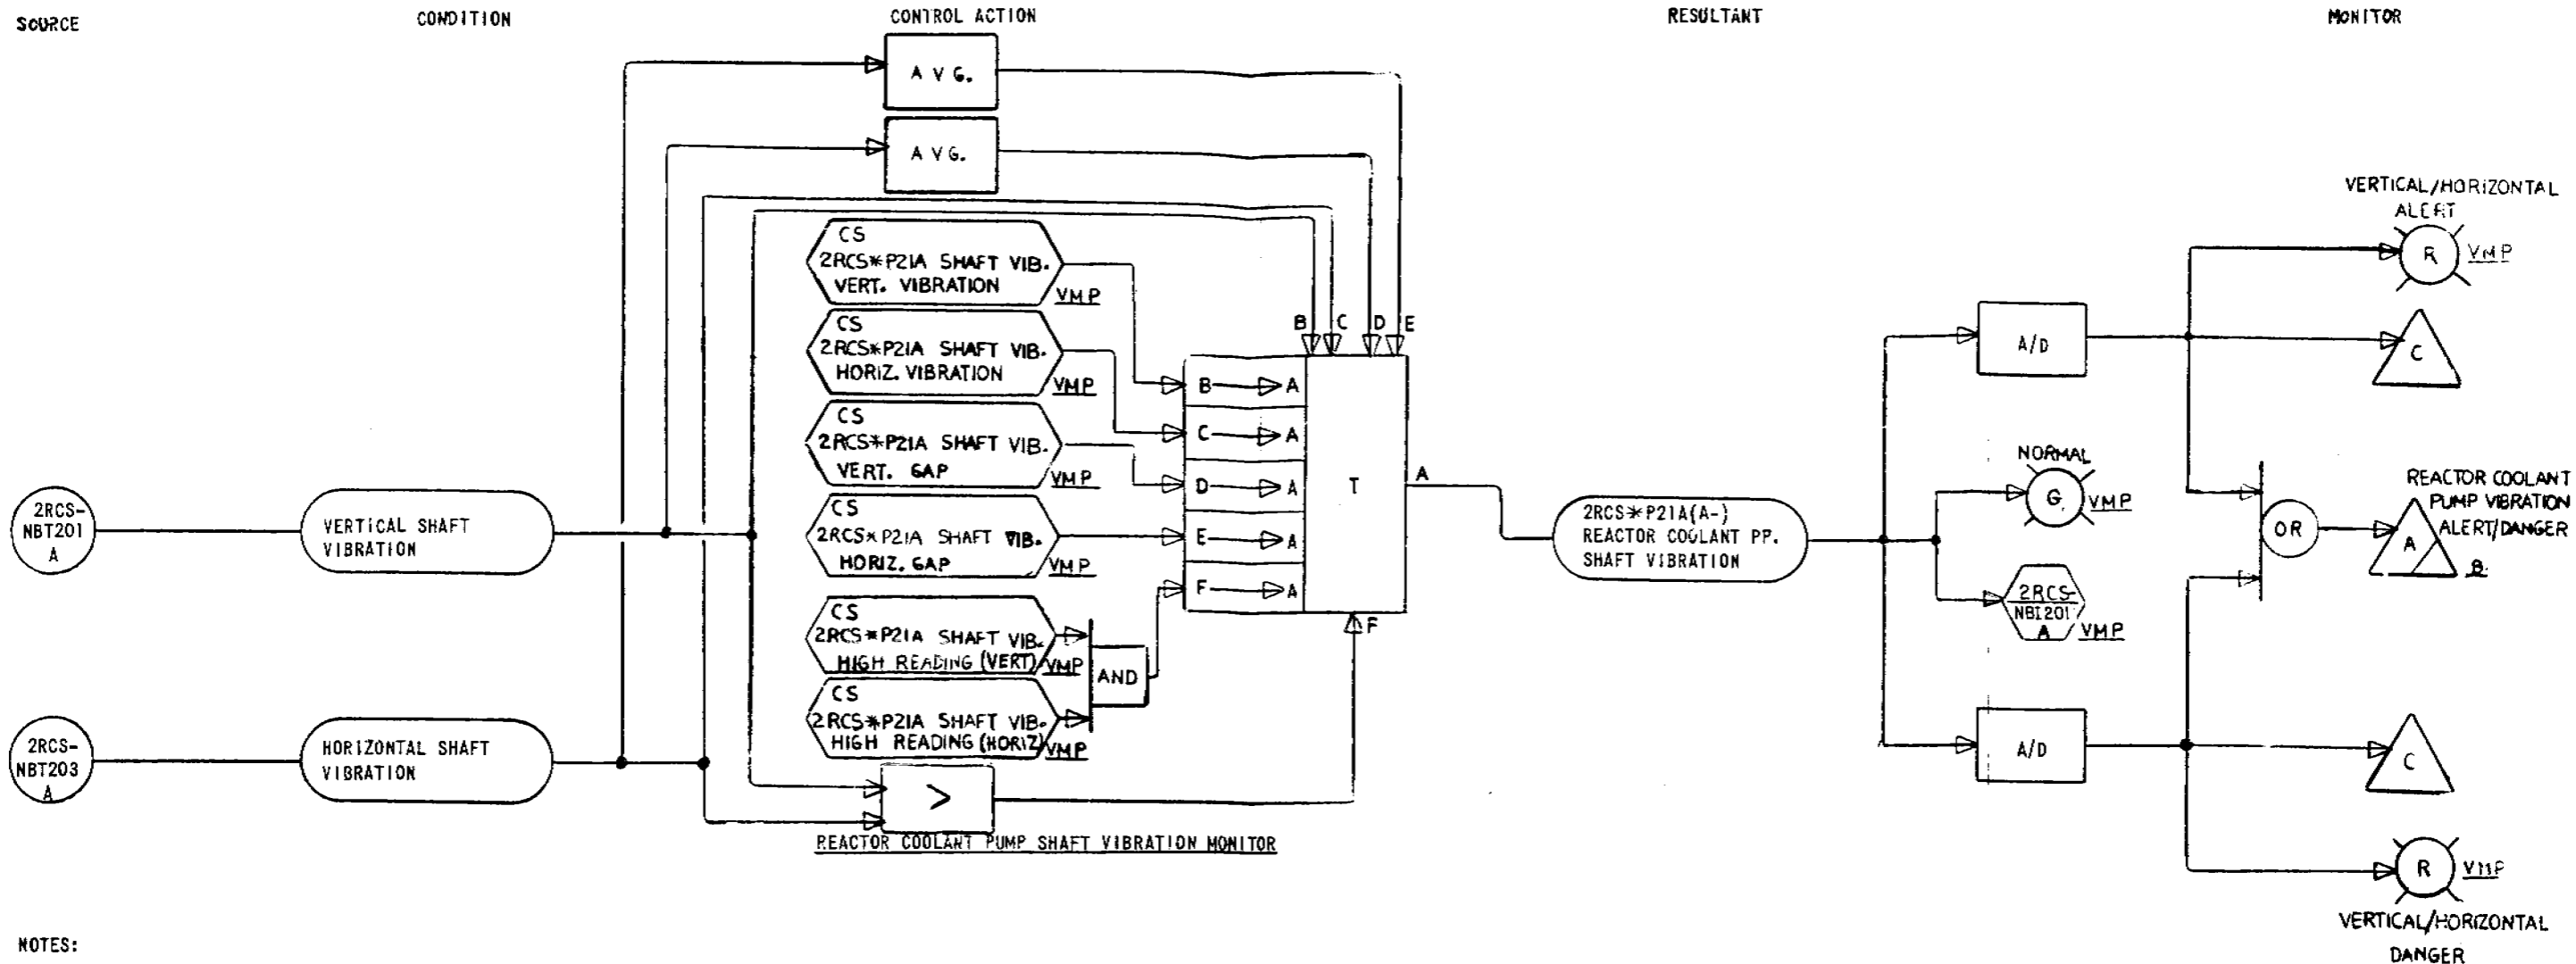 SOURCE
CONDITION
CONTROL ACTION
RESULTANT
MONITOR
AVG.
AVG.
CS
2RCS*P21A SHAFT VIB.
VERT. VIBRATION
VMP
CS
2RCS*P21A SHAFT VIB.
HORIZ. VIBRATION
VMP
CS
2RCS*P21A SHAFT VIB.
VERT. GAP
VMP
CS
2RCS*P21A SHAFT VIB.
HORIZ. GAP
VMP
CS
2RCS*P21A SHAFT VIB.
HIGH READING (VERT)
VMP
CS
2RCS*P21A SHAFT VIB.
HIGH READING (HORIZ)
VMP
AND
>
REACTOR COOLANT PUMP SHAFT VIBRATION MONITOR
B C D E
B A
C A
D A
E A
F A
T
A
F
2RCS-
NBT201
A
VERTICAL SHAFT
VIBRATION
2RCS-
NBT203
A
HORIZONTAL SHAFT
VIBRATION
2RCS*P21A(A-)
REACTOR COOLANT PP.
SHAFT VIBRATION
A/D
NORMAL
G
VMP
2RCS-
NBI201
A
VMP
A/D
VERTICAL/HORIZONTAL
ALERT
R
VMP
C
OR
REACTOR COOLANT
PUMP VIBRATION
ALERT/DANGER
A
B
C
R
VMP
VERTICAL/HORIZONTAL
DANGER
NOTES: